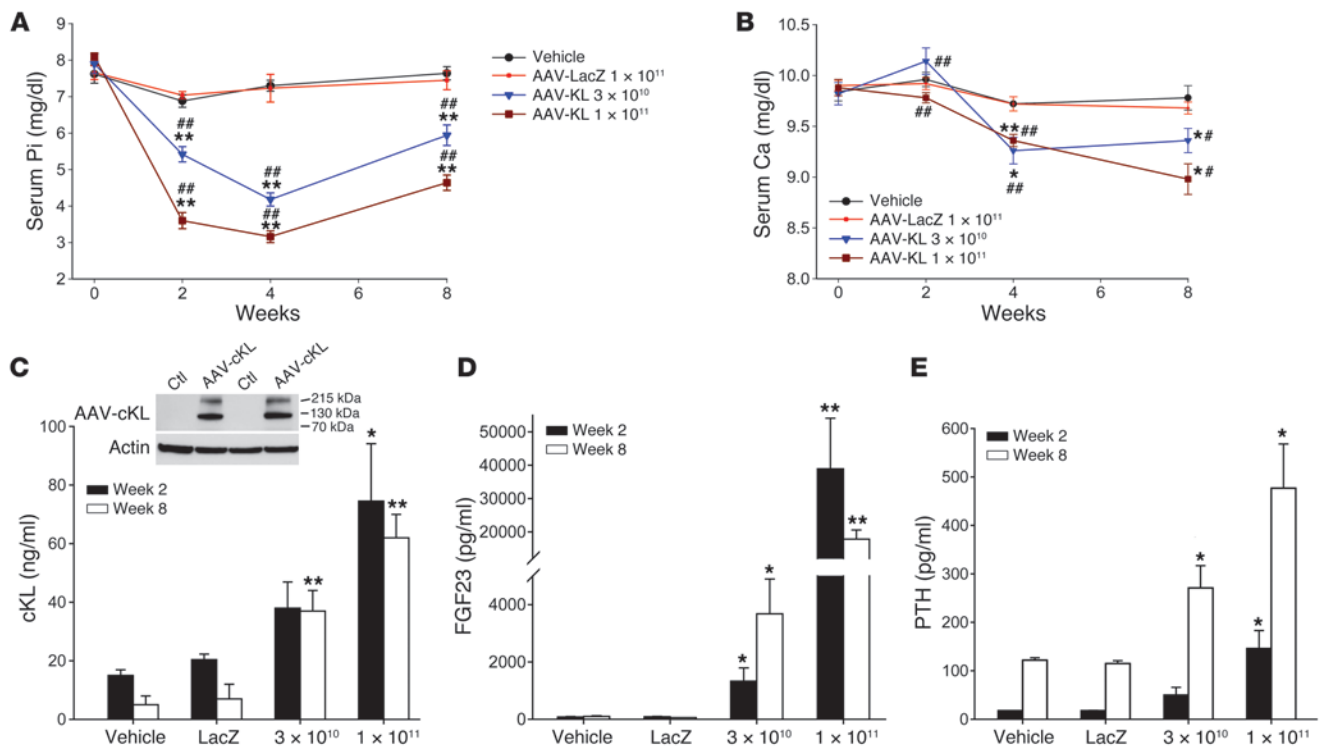 A
Serum Pi (mg/dl)
9
8
7
6
5
4
3
2
0
2
4
6
8
Weeks
##
**
##
**
##
**
##
**
##
**
##
**
Vehicle
AAV-LacZ 1 × 10¹¹
AAV-KL 3 × 10¹⁰
AAV-KL 1 × 10¹¹
B
Serum Ca (mg/dl)
10.5
10.0
9.5
9.0
8.5
8.0
0
2
4
6
8
Weeks
##
##
**##
*
##
*#
*#
Vehicle
AAV-LacZ 1 × 10¹¹
AAV-KL 3 × 10¹⁰
AAV-KL 1 × 10¹¹
C
Ctl
AAV-cKL
Ctl
AAV-cKL
AAV-cKL
215 kDa
130 kDa
70 kDa
Actin
Week 2
Week 8
cKL (ng/ml)
100
80
60
40
20
0
**
*
**
Vehicle
LacZ
3 × 10¹⁰
1 × 10¹¹
D
Week 2
Week 8
FGF23 (pg/ml)
50000
40000
30000
20000
4000
2000
0
*
*
**
**
Vehicle
LacZ
3 × 10¹⁰
1 × 10¹¹
E
Week 2
Week 8
PTH (pg/ml)
600
500
400
300
200
100
0
*
*
*
Vehicle
LacZ
3 × 10¹⁰
1 × 10¹¹